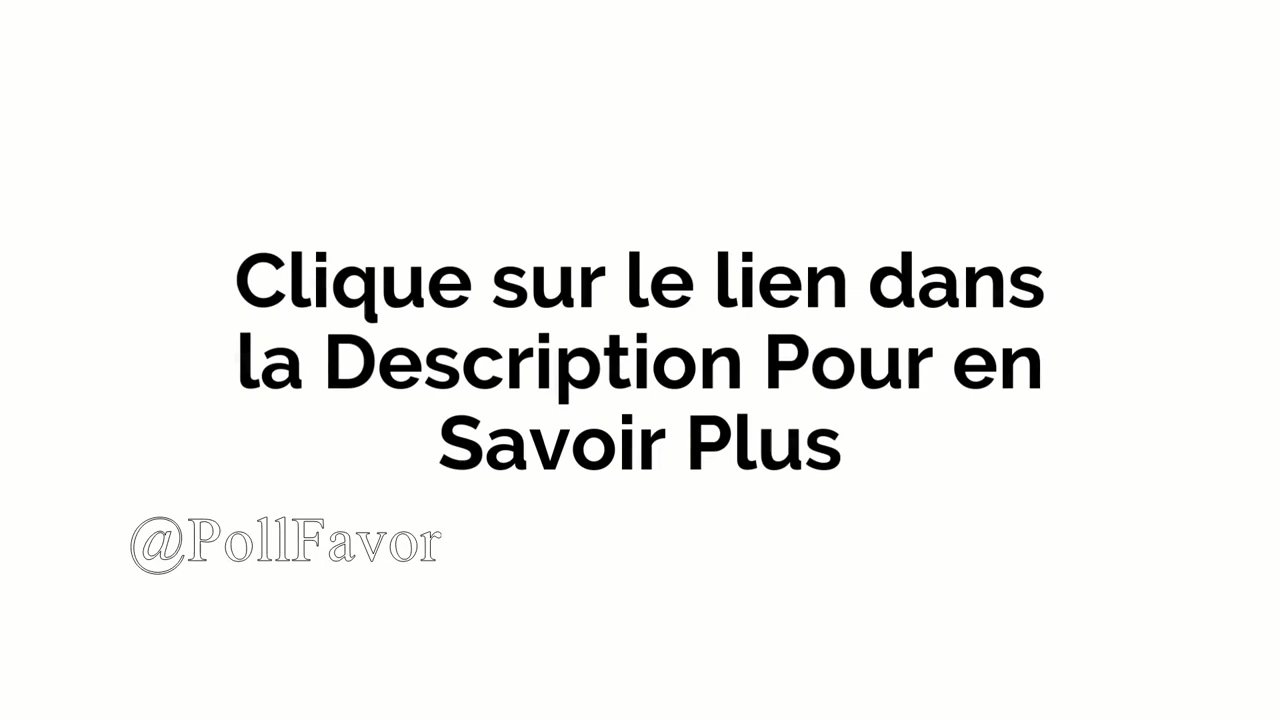 Clique sur le lien dans
la Description Pour en
Savoir Plus
@PollFavor